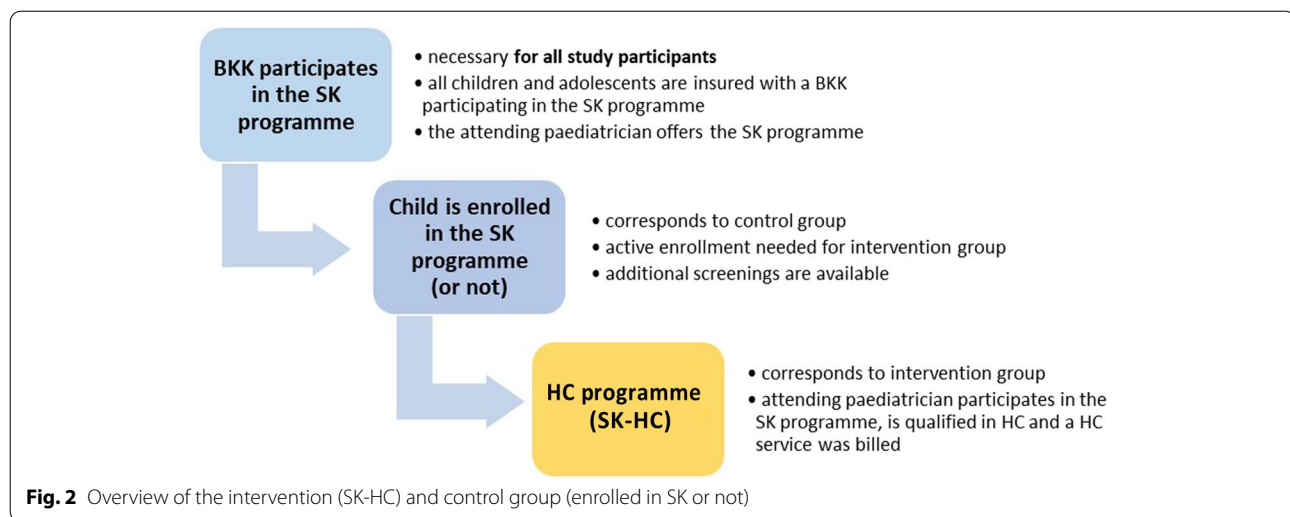 BKK participates
in the SK
programme
• necessary for all study participants
• all children and adolescents are insured with a BKK
participating in the SK programme
• the attending paediatrician offers the SK programme
Child is enrolled
in the SK
programme
(or not)
• corresponds to control group
• active enrollment needed for intervention group
• additional screenings are available
HC programme
(SK-HC)
• corresponds to intervention group
• attending paediatrician participates in the
SK programme, is qualified in HC and a HC
service was billed
Fig. 2 Overview of the intervention (SK-HC) and control group (enrolled in SK or not)